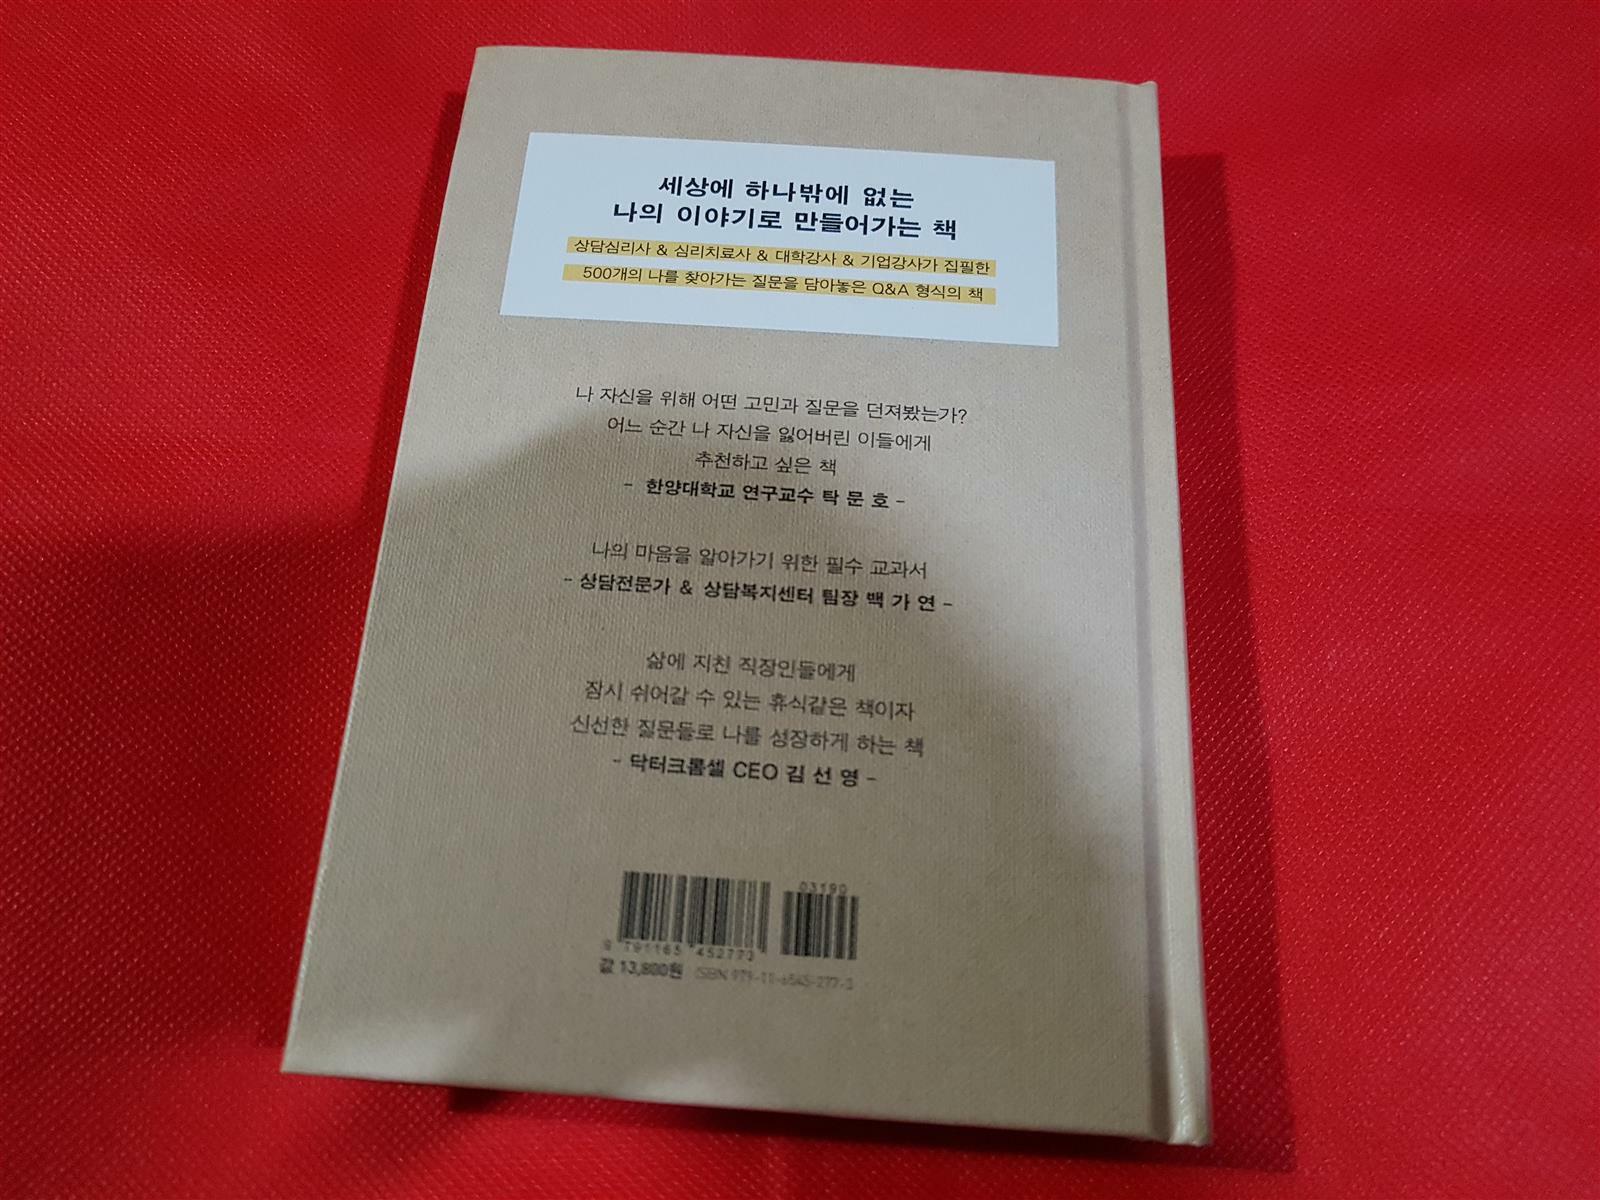 세상에 하나밖에 없는
나의 이야기로 만들어가는 책
상담심리사 & 심리치료사 & 대학강사 & 기업강사가 집필한
500개의 나를 찾아가는 질문을 담아놓은 Q&A 형식의 책
나 자신을 위해 어떤 고민과 질문을 던져봤는가?
어느 순간 나 자신을 잃어버린 이들에게
추천하고 싶은 책
- 한양대학교 연구교수 탁 문 호 -
나의 마음을 알아가기 위한 필수 교과서
- 상담전문가 & 상담복지센터 팀장 백 가 연 -
삶에 지친 직장인들에게
잠시 쉬어갈 수 있는 휴식같은 책이자
신선한 질문들로 나를 성장하게 하는 책
- 닥터크롬셀 CEO 김 선 영 -
03190
9 791165 452773
값 13,800원 ISBN 979-11-6545-277-3